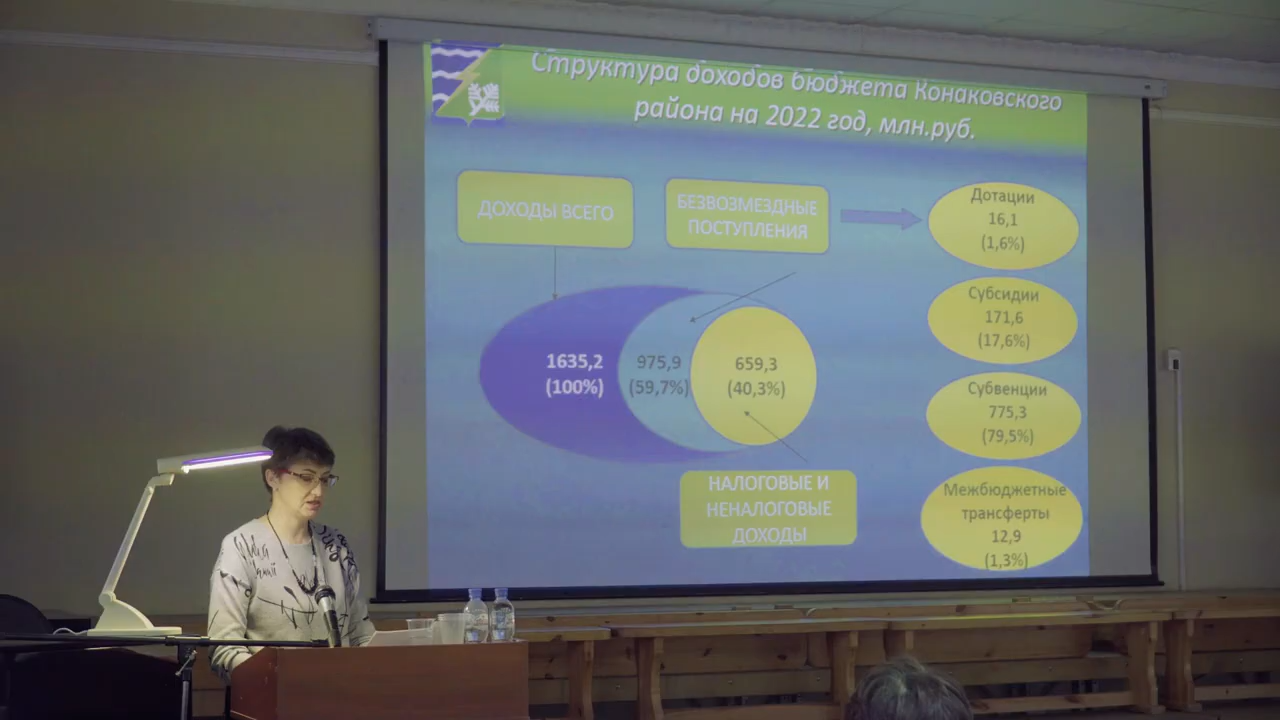 Структура доходов бюджета Конаковского
района на 2022 год, млн.руб.
ДОХОДЫ ВСЕГО
БЕЗВОЗМЕЗДНЫЕ
ПОСТУПЛЕНИЯ
Дотации
16,1
(1,6%)
Субсидии
171,6
(17,6%)
1635,2
(100%)
975,9
(59,7%)
659,3
(40,3%)
Субвенции
775,3
(79,5%)
НАЛОГОВЫЕ И
НЕНАЛОГОВЫЕ
ДОХОДЫ
Межбюджетные
трансферты
12,9
(1,3%)